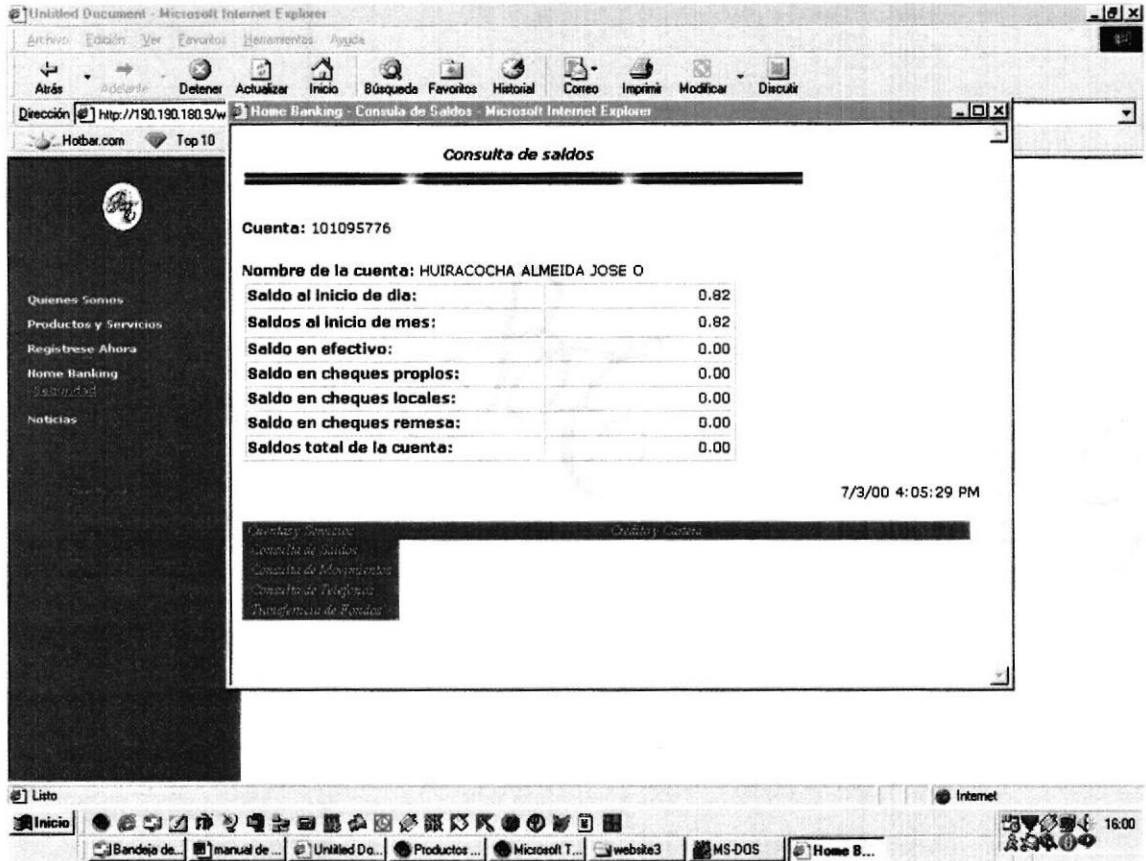 Untitled Document - Microsoft Internet Explorer
Archivo Edición Ver Favoritos Herramientas Ayuda
Atrás Adelante Detener Actualizar Inicio Búsqueda Favoritos Historial Correo Imprimir Modificar Discutir
Dirección http://190.190.180.9/w
Home Banking - Consula de Saldos - Microsoft Internet Explorer
Hotbar.com Top 10
Consulta de saldos
Cuenta: 101095776
Nombre de la cuenta: HUIRACOCHA ALMEIDA JOSE O
Saldo al inicio de dia: 0.82
Saldos al inicio de mes: 0.82
Saldo en efectivo: 0.00
Saldo en cheques propios: 0.00
Saldo en cheques locales: 0.00
Saldo en cheques remesa: 0.00
Saldos total de la cuenta: 0.00
7/3/00 4:05:29 PM
Quienes Somos
Productos y Servicios
Registrese Ahora
Home Banking
Seguridad
Noticias
Cuentas y Servicios Credito y Cartera
Consulta de Saldos
Consulta de Movimientos
Consulta de Telefonos
Transferencia de Fondos
Listo Internet
Inicio 16:00
Bandeja de... manual de ... Untitled Do... Productos ... Microsoft T... website3 MS-DOS Home B...